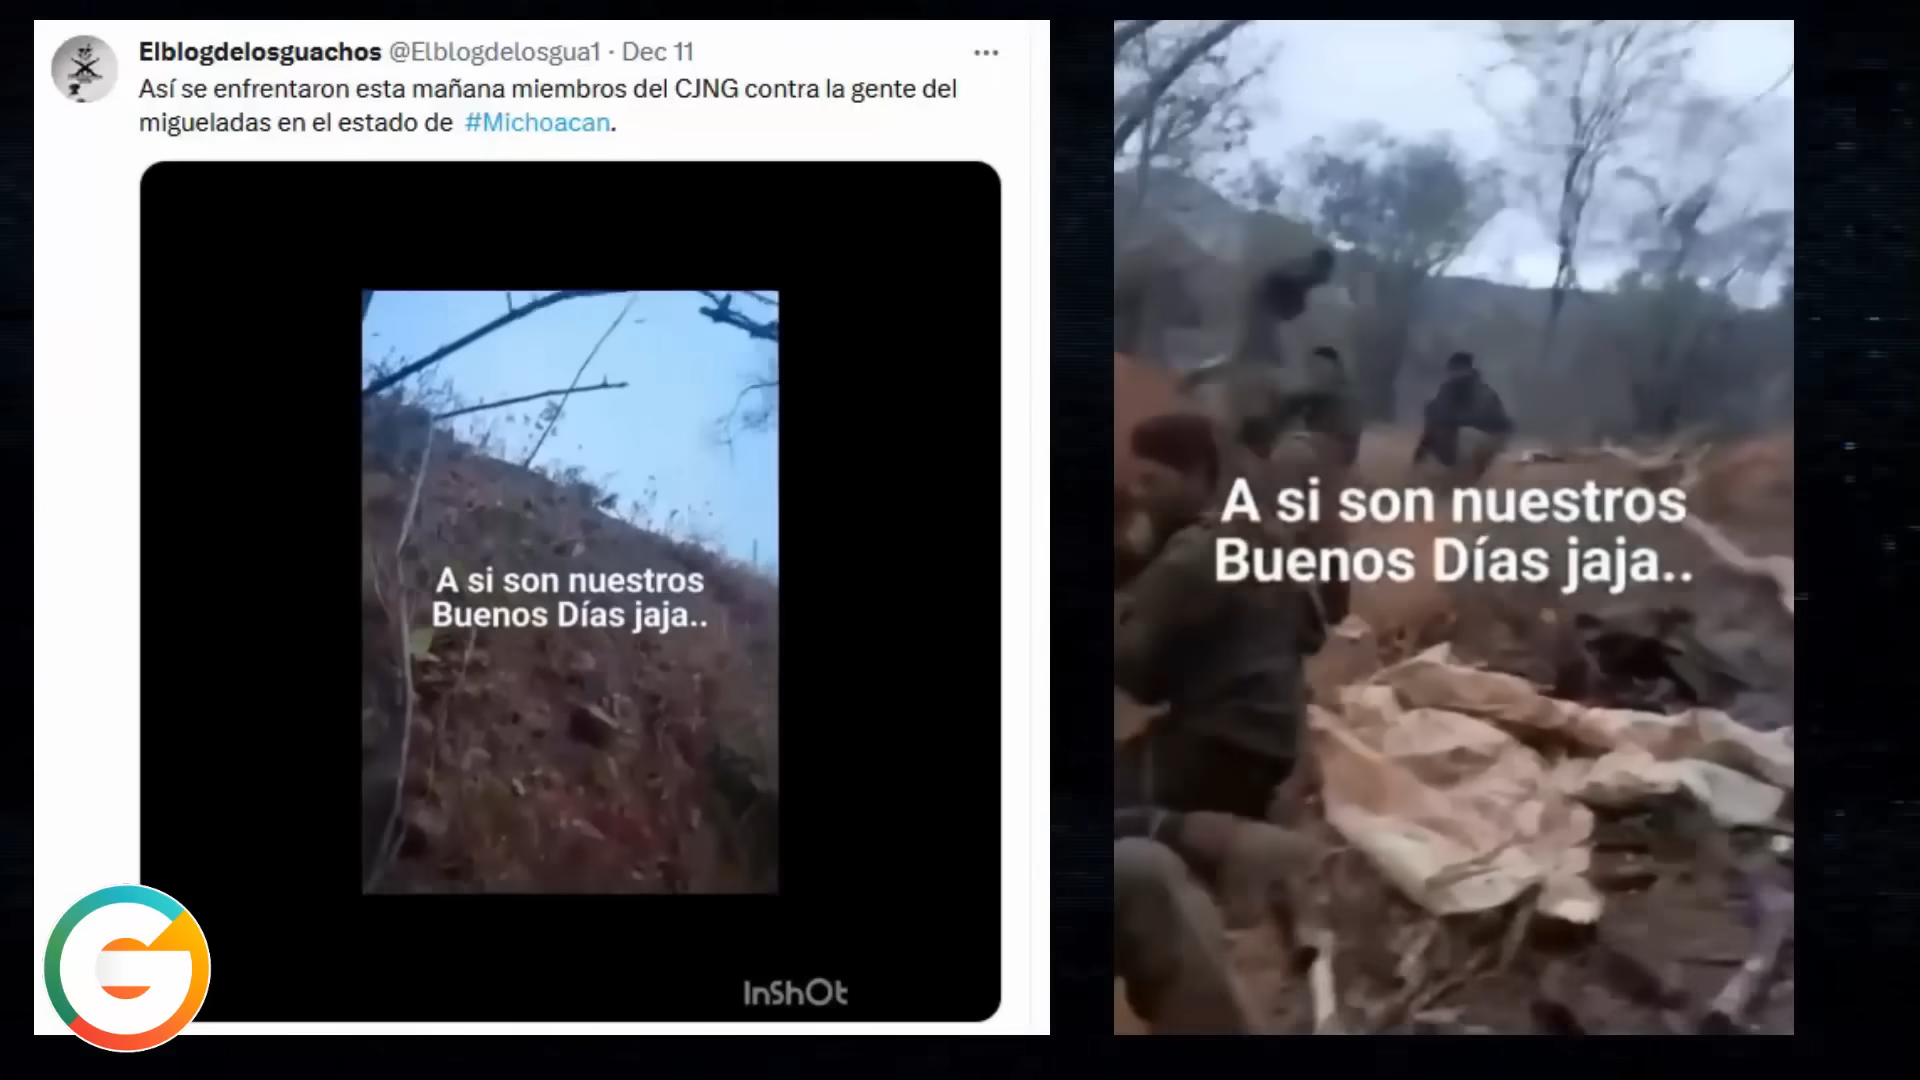 Elblogdelosguachos @Elblogdelosgua1 · Dec 11
Así se enfrentaron esta mañana miembros del CJNG contra la gente del
migueladas en el estado de #Michoacan.
A si son nuestros
Buenos Días jaja..
InShOt
A si son nuestros
Buenos Días jaja..
G